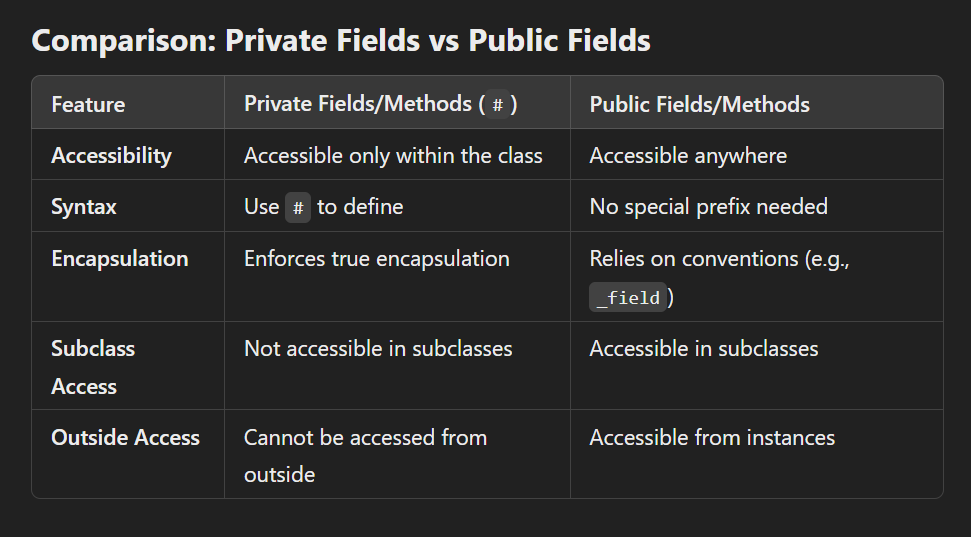 Comparison: Private Fields vs Public Fields
Feature Private Fields/Methods ( # ) Public Fields/Methods
Accessibility Accessible only within the class Accessible anywhere
Syntax Use # to define No special prefix needed
Encapsulation Enforces true encapsulation Relies on conventions (e.g.,
_field )
Subclass Not accessible in subclasses Accessible in subclasses
Access
Outside Access Cannot be accessed from Accessible from instances
outside